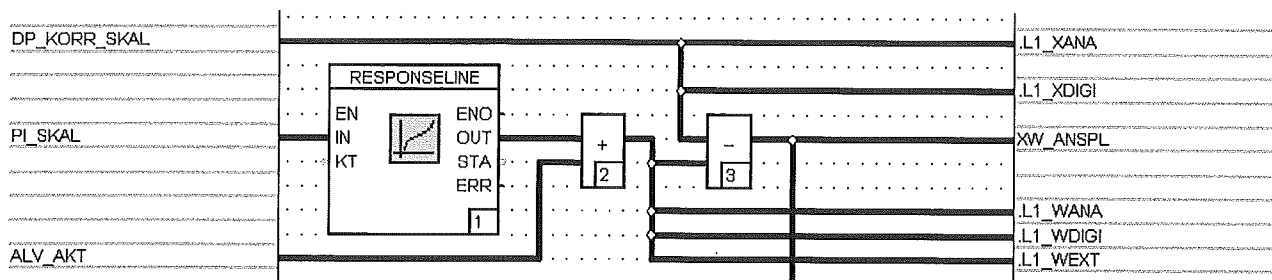 DP_KORR_SKAL
.L1_XANA
RESPONSELINE
.L1_XDIGI
EN
ENO
PI_SKAL
IN
OUT
+
-
XW_ANSPL
KT
STA
2
3
ERR
1
.L1_WANA
.L1_WDIGI
ALV_AKT
.L1_WEXT